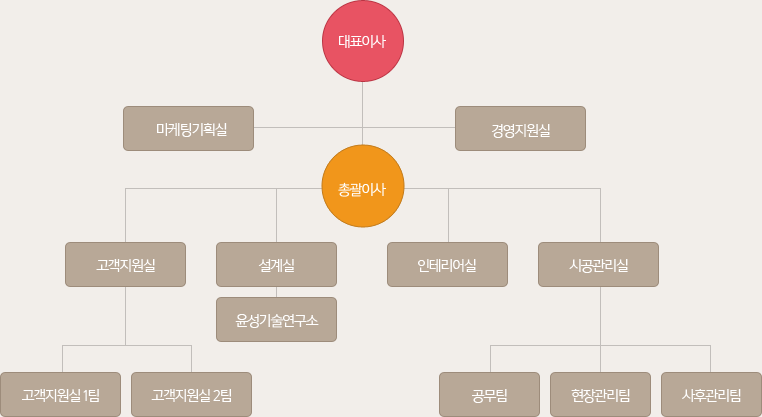 대표이사
마케팅기획실
경영지원실
총괄이사
고객지원실
설계실
인테리어실
시공관리실
윤성기술연구소
고객지원실 1팀
고객지원실 2팀
공무팀
현장관리팀
사후관리팀